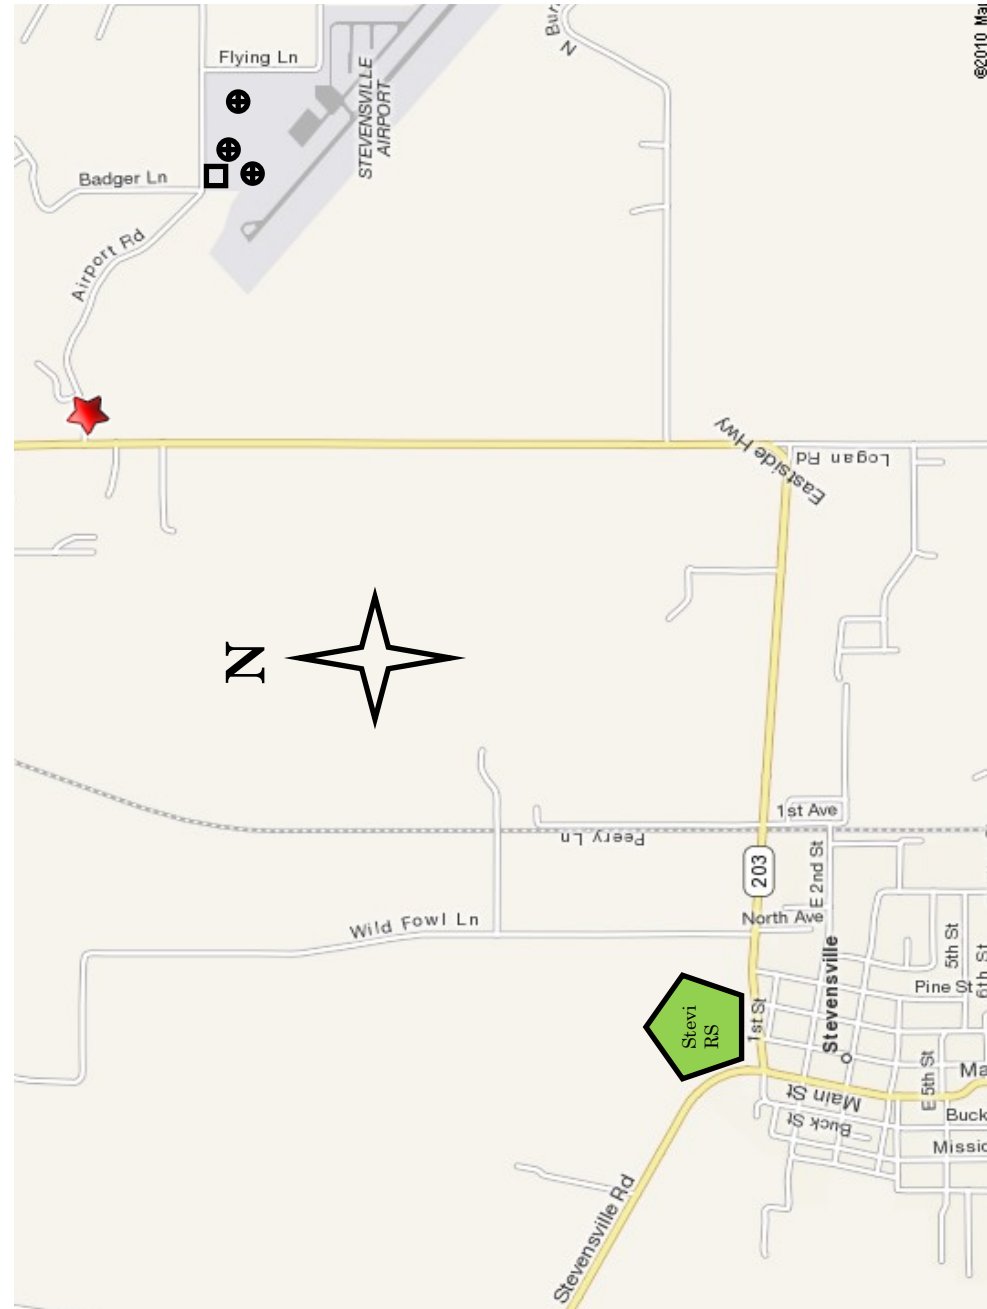 ©2010 Ma
N Bur
Flying Ln
STEVENSVILLE
AIRPORT
Badger Ln
Airport Rd
Eastside Hwy
Logan Rd
N
1st Ave
Peery Ln
203
E 2nd St
North Ave
Wild Fowl Ln
5th St
6th St
Pine St
Stevensville
Stevi
RS
1st St
E 5th St
Ma
Main St
Buck St
Buck
Missio
Stevensville Rd